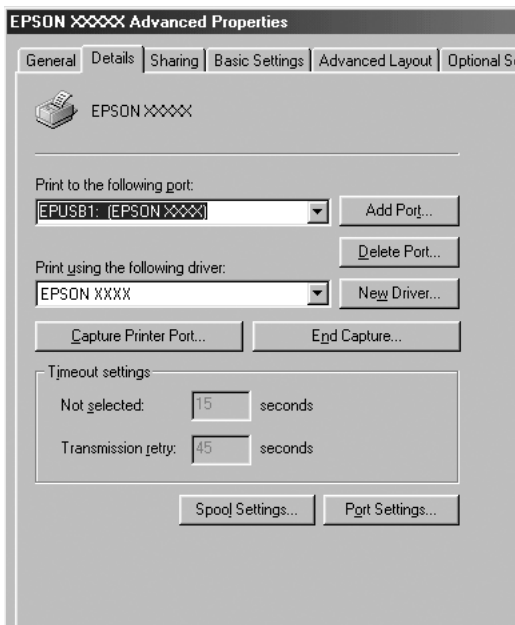 EPSON XXXXX Advanced Properties
General Details Sharing Basic Settings Advanced Layout Optional S
EPSON XXXXX
Print to the following port:
EPUSB1: (EPSON XXXX) Add Port...
Delete Port...
Print using the following driver:
EPSON XXXX New Driver...
Capture Printer Port... End Capture...
Timeout settings
Not selected: 15 seconds
Transmission retry: 45 seconds
Spool Settings... Port Settings...